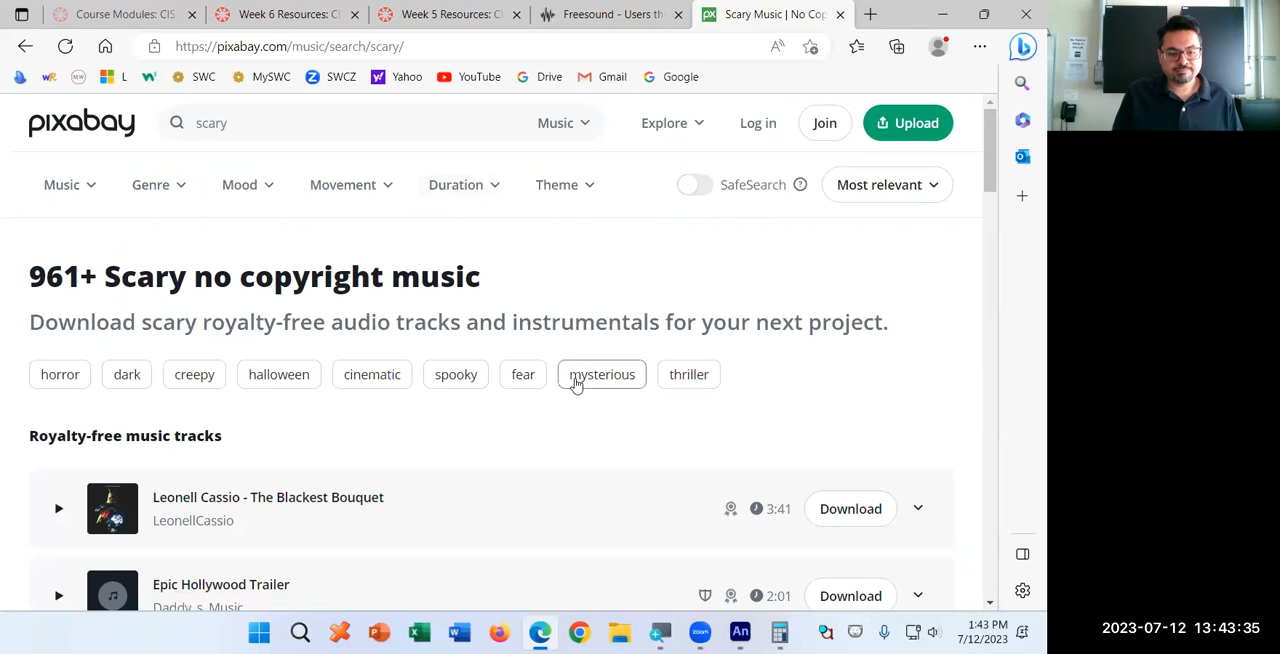 Course Modules: CIS
Week 6 Resources: CI
Week 5 Resources: C
Freesound - Users th
Scary Music | No Cop
https://pixabay.com/music/search/scary/
L
SWC
MySWC
SWCZ
Yahoo
YouTube
Drive
Gmail
Google
pixabay
scary
Music
Explore
Log in
Join
Upload
Music
Genre
Mood
Movement
Duration
Theme
SafeSearch
Most relevant
961+ Scary no copyright music
Download scary royalty-free audio tracks and instrumentals for your next project.
horror
dark
creepy
halloween
cinematic
spooky
fear
mysterious
thriller
Royalty-free music tracks
Leonell Cassio - The Blackest Bouquet
LeonellCassio
3:41
Download
Epic Hollywood Trailer
Daddy_s_Music
2:01
Download
1:43 PM
7/12/2023
2023-07-12 13:43:35